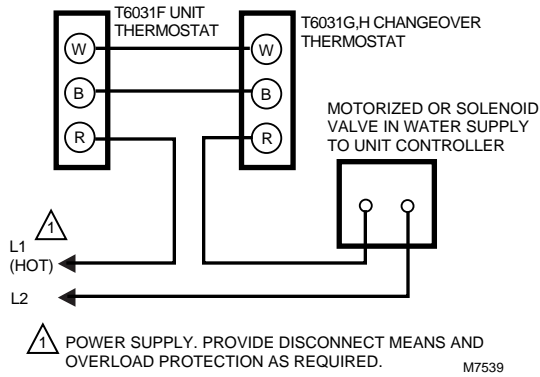 T6031F UNIT
THERMOSTAT
T6031G,H CHANGEOVER
THERMOSTAT
W
W
B
B
R
R
MOTORIZED OR SOLENOID
VALVE IN WATER SUPPLY
TO UNIT CONTROLLER
1
L1
(HOT)
L2
1
POWER SUPPLY. PROVIDE DISCONNECT MEANS AND
OVERLOAD PROTECTION AS REQUIRED.
M7539